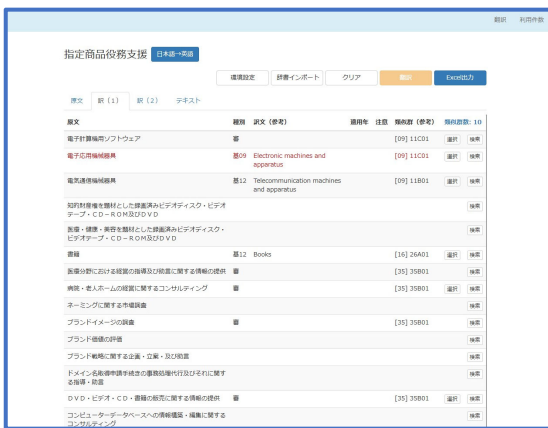 翻訳 利用件数
指定商品役務支援 日本語→英語
環境設定 辞書インポート クリア 翻訳 Excel出力
原文 訳（1） 訳（2） テキスト
原文 種別 訳文（参考） 適用年 注意 類似群（参考） 類似群数: 10
電子計算機用ソフトウェア 審 [09] 11C01 選択 検索
電子応用機械器具 基09 Electronic machines and apparatus [09] 11C01 選択 検索
電気通信機械器具 基12 Telecommunication machines and apparatus [09] 11B01 選択 検索
知的財産権を題材とした録画済みビデオディスク・ビデオ
テープ・CD－ROM及びDVD 検索
医療・健康・美容を題材とした録画済みビデオディスク・
ビデオテープ・CD－ROM及びDVD 検索
書籍 基12 Books [16] 26A01 選択 検索
医療分野における経営の指導及び助言に関する情報の提供 審 [35] 35B01 選択 検索
病院・老人ホームの経営に関するコンサルティング 審 [35] 35B01 選択 検索
ネーミングに関する市場調査 検索
ブランドイメージの調査 審 [35] 35B01 選択 検索
ブランド価値の評価 検索
ブランド戦略に関する企画・立案・及び助言 検索
ドメイン名取得申請手続きの事務処理代行及びそれに関す
る指導・助言 検索
DVD・ビデオ・CD・書籍の販売に関する情報の提供 審 [35] 35B01 選択 検索
コンピューターデータベースへの情報構築・編集に関する
コンサルティング 検索